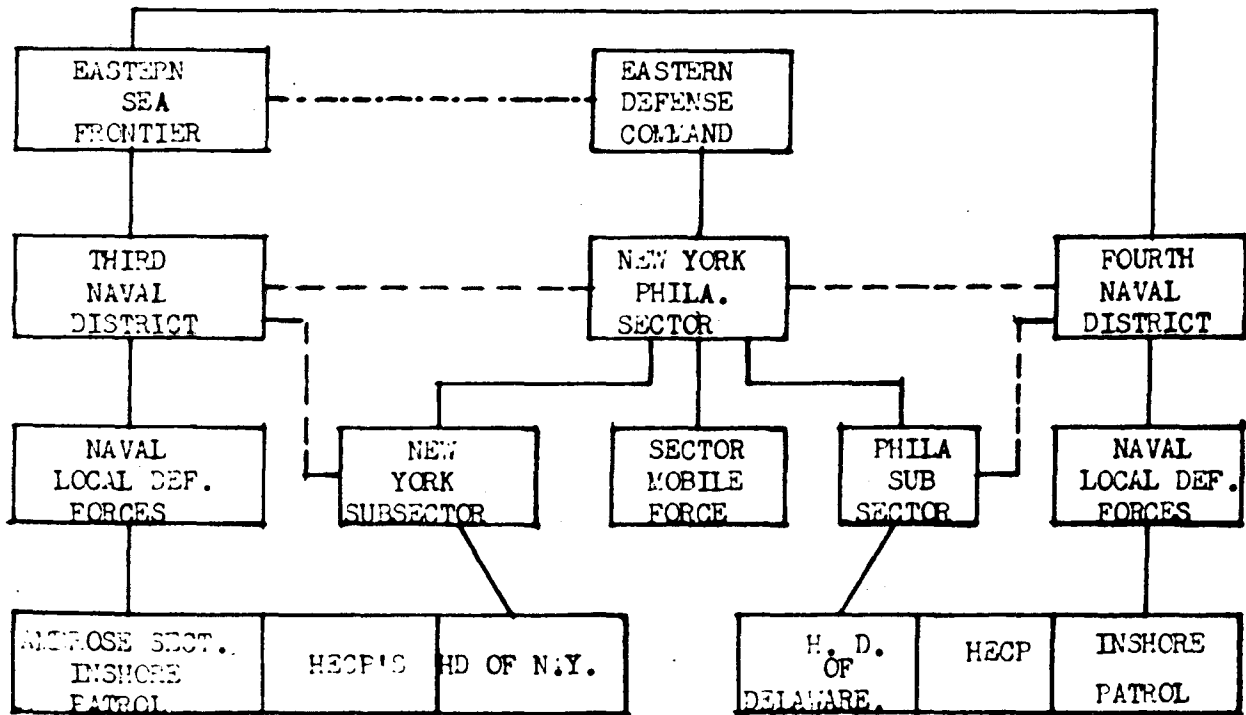 EASTERN
SEA
FRONTIER
EASTERN
DEFENSE
COMMAND
THIRD
NAVAL
DISTRICT
NEW YORK
PHILA.
SECTOR
FOURTH
NAVAL
DISTRICT
NAVAL
LOCAL DEF.
FORCES
NEW
YORK
SUBSECTOR
SECTOR
MOBILE
FORCE
PHILA
SUB
SECTOR
NAVAL
LOCAL DEF.
FORCES
AMBROSE SECT.
INSHORE
PATROL
HECP'S
HD OF N.Y.
H. D.
OF
DELAWARE.
HECP
INSHORE
PATROL